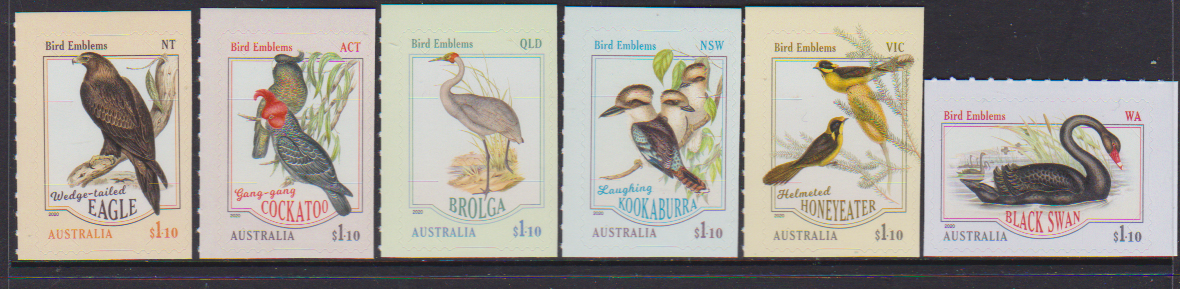 Bird Emblems NT
Wedge-tailed
EAGLE
2020
AUSTRALIA $1·10
Bird Emblems ACT
Gang-gang
COCKATOO
2020
AUSTRALIA $1·10
Bird Emblems QLD
BROLGA
2020
AUSTRALIA $1·10
Bird Emblems NSW
Laughing
KOOKABURRA
2020
AUSTRALIA $1·10
Bird Emblems VIC
Helmeted
HONEYEATER
2020
AUSTRALIA $1·10
Bird Emblems WA
BLACK SWAN
2020
AUSTRALIA $1·10